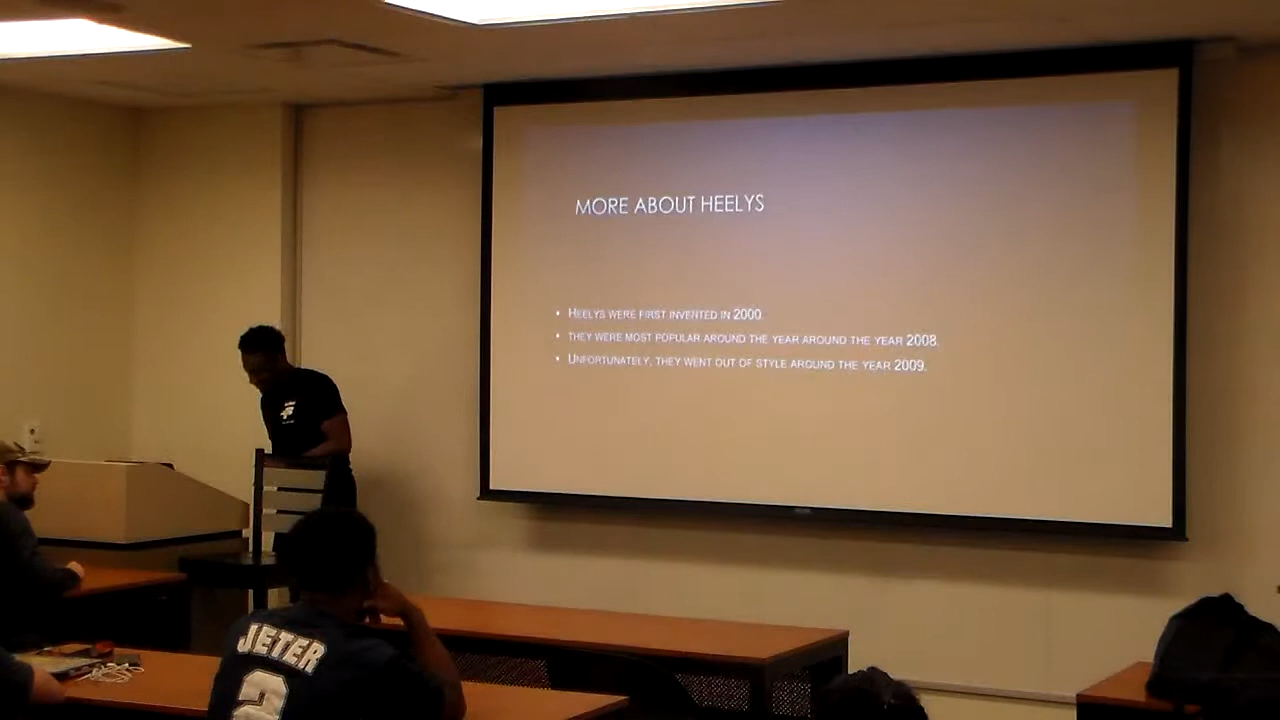 MORE ABOUT HEELYS
• HEELYS WERE FIRST INVENTED IN 2000.
• THEY WERE MOST POPULAR AROUND THE YEAR AROUND THE YEAR 2008.
• UNFORTUNATELY, THEY WENT OUT OF STYLE AROUND THE YEAR 2009.
JETER
2